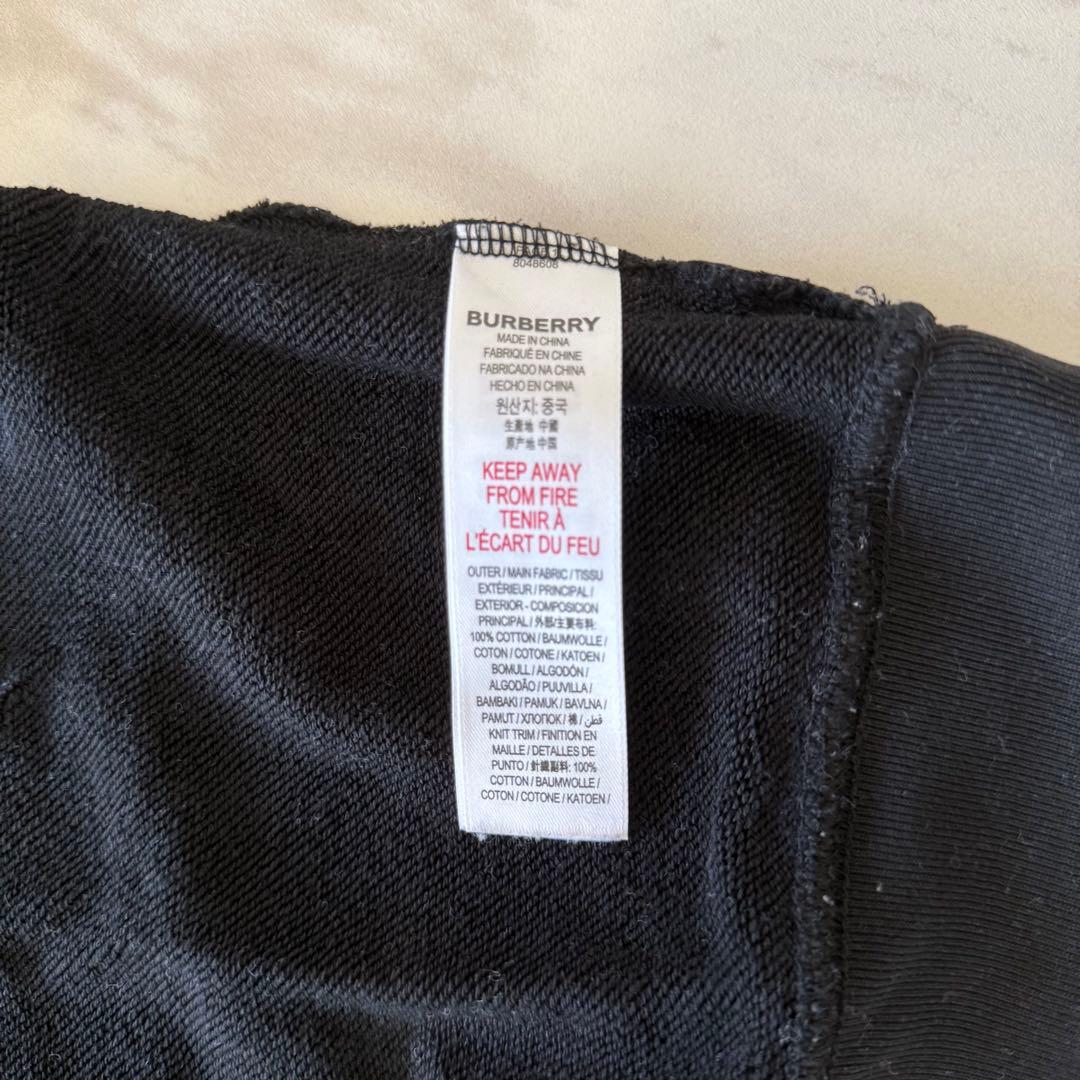 8048608
BURBERRY
MADE IN CHINA
FABRIQUÉ EN CHINE
FABRICADO NA CHINA
HECHO EN CHINA
원산지: 중국
生產地 中國
原产地 中国
KEEP AWAY
FROM FIRE
TENIR À
L'ÉCART DU FEU
OUTER / MAIN FABRIC / TISSU
EXTÉRIEUR / PRINCIPAL /
EXTERIOR - COMPOSICION
PRINCIPAL / 外部/主要布料:
100% COTTON / BAUMWOLLE /
COTON / COTONE / KATOEN /
BOMULL / ALGODÓN /
ALGODÃO / PUUVILLA /
BAMBAKI / PAMUK / BAVLNA /
PAMUT / ХЛОПОК / 棉 / قطن
KNIT TRIM / FINITION EN
MAILLE / DETALLES DE
PUNTO / 針織副料: 100%
COTTON / BAUMWOLLE /
COTON / COTONE / KATOEN /